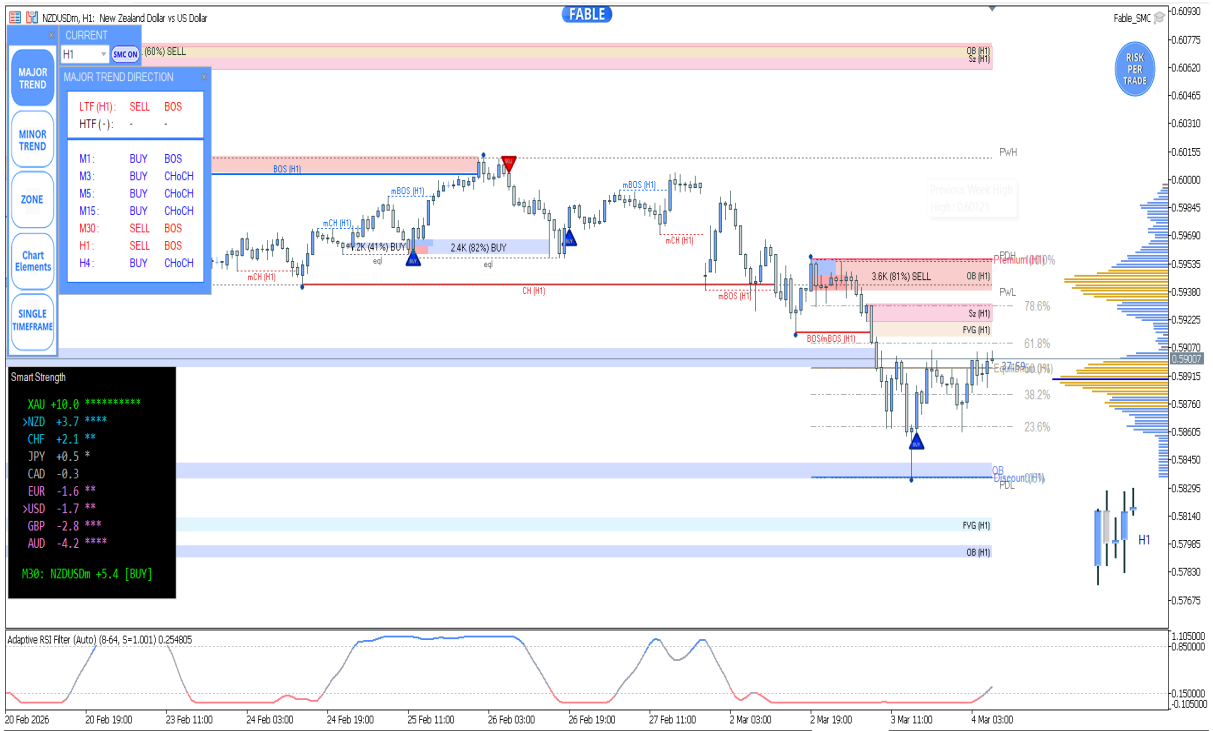 NZDUSDm, H1: New Zealand Dollar vs US Dollar
FABLE
Fable_SMC
CURRENT
H1
SMC ON
(60%) SELL
OB (H1)
Sz (H1)
MAJOR
TREND
MINOR
TREND
ZONE
Chart
Elements
SINGLE
TIMEFRAME
MAJOR TREND DIRECTION
LTF (H1): SELL BOS
HTF (-): - -
M1: BUY BOS
M3: BUY CHoCH
M5: BUY CHoCH
M15: BUY CHoCH
M30: SELL BOS
H1: SELL BOS
H4: BUY CHoCH
RISK
PER
TRADE
BOS (H1)
mBOS (H1)
mCH (H1)
(41%) BUY
2.4K (82%) BUY
eql
eql
mCH (H1)
CH (H1)
SELL
BUY
BUY
mBOS (H1)
mCH (H1)
mBOS (H1)
PWH
Previous Week High
High : 0.60121
PDH
3.6K (81%) SELL
OB (H1)
PWL
78.6%
Sz (H1)
FVG (H1)
BOS/mBOS (H1)
61.8%
38.2%
23.6%
BUY
OB
PDL
FVG (H1)
OB (H1)
H1
0.60930
0.60775
0.60620
0.60465
0.60310
0.60155
0.60000
0.59845
0.59690
0.59535
0.59380
0.59225
0.59070
0.59007
0.58915
0.58760
0.58605
0.58450
0.58295
0.58140
0.57985
0.57830
0.57675
Smart Strength
XAU +10.0 **********
>NZD +3.7 ****
CHF +2.1 **
JPY +0.5 *
CAD -0.3
EUR -1.6 **
>USD -1.7 **
GBP -2.8 ***
AUD -4.2 ****
M30: NZDUSDm +5.4 [BUY]
Adaptive RSI Filter (Auto) (8-64, S=1.001) 0.254805
1.105000
0.850000
0.150000
-0.105000
20 Feb 2026
20 Feb 19:00
23 Feb 11:00
24 Feb 03:00
24 Feb 19:00
25 Feb 11:00
26 Feb 03:00
26 Feb 19:00
27 Feb 11:00
2 Mar 03:00
2 Mar 19:00
3 Mar 11:00
4 Mar 03:00